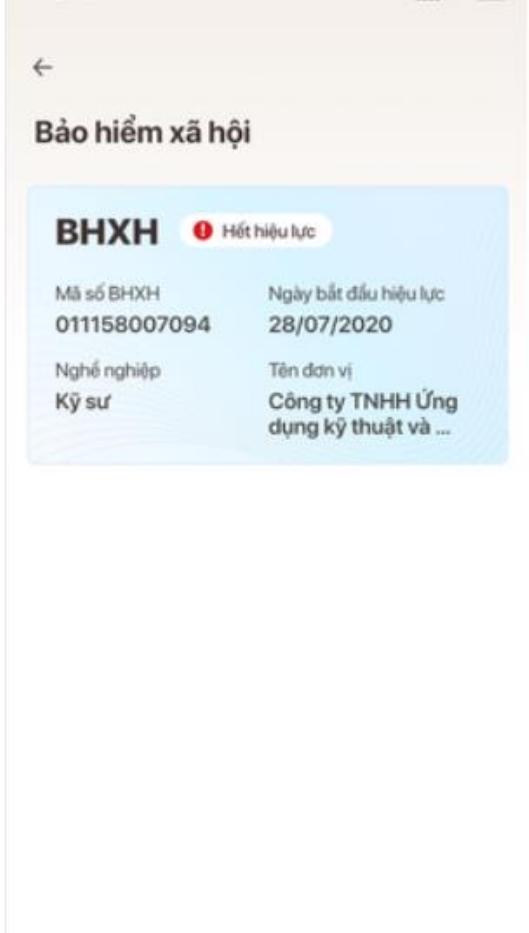 Bảo hiểm xã hội
BHXH
Hết hiệu lực
Mã số BHXH
Ngày bắt đầu hiệu lực
011158007094
28/07/2020
Nghề nghiệp
Tên đơn vị
Kỹ sư
Công ty TNHH Ứng
dụng kỹ thuật và ...